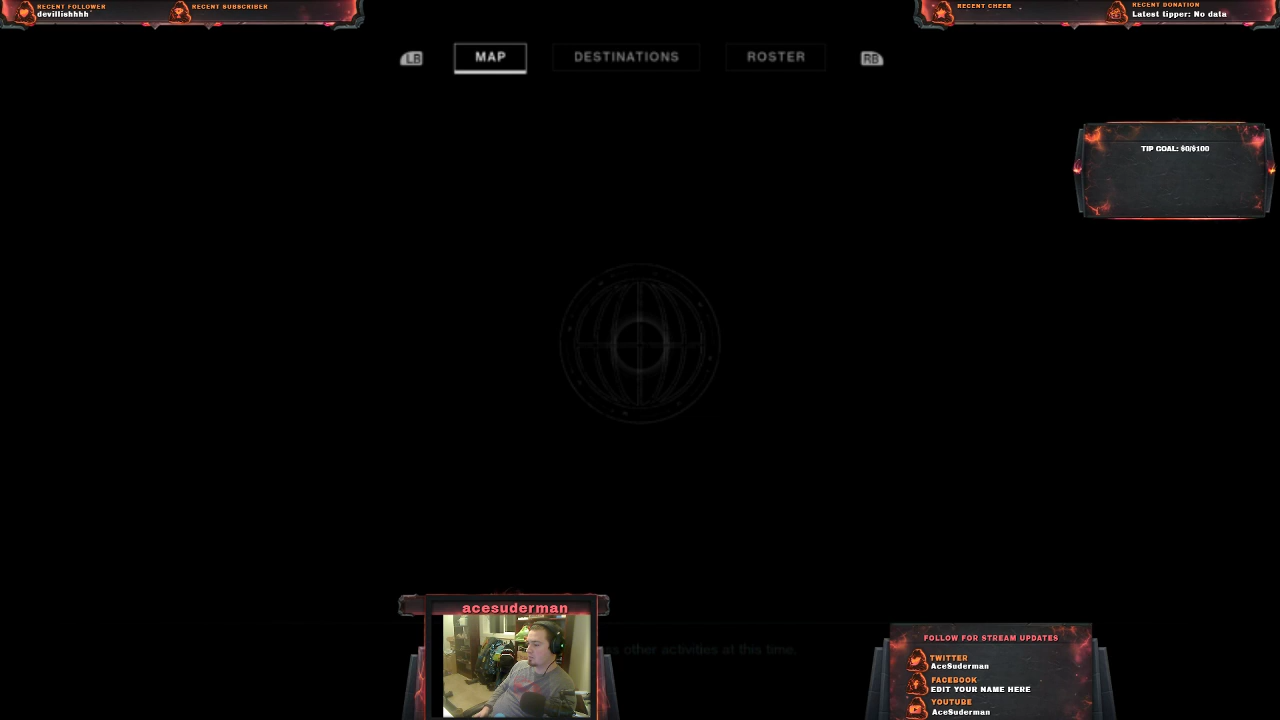 RECENT FOLLOWER
devillishhhh
RECENT SUBSCRIBER
RECENT CHEER
RECENT DONATION
Latest tipper: No data
LB
MAP
DESTINATIONS
ROSTER
RB
TIP GOAL: $0/$100
acesuderman
other activities at this time.
FOLLOW FOR STREAM UPDATES
TWITTER
AceSuderman
FACEBOOK
EDIT YOUR NAME HERE
YOUTUBE
AceSuderman